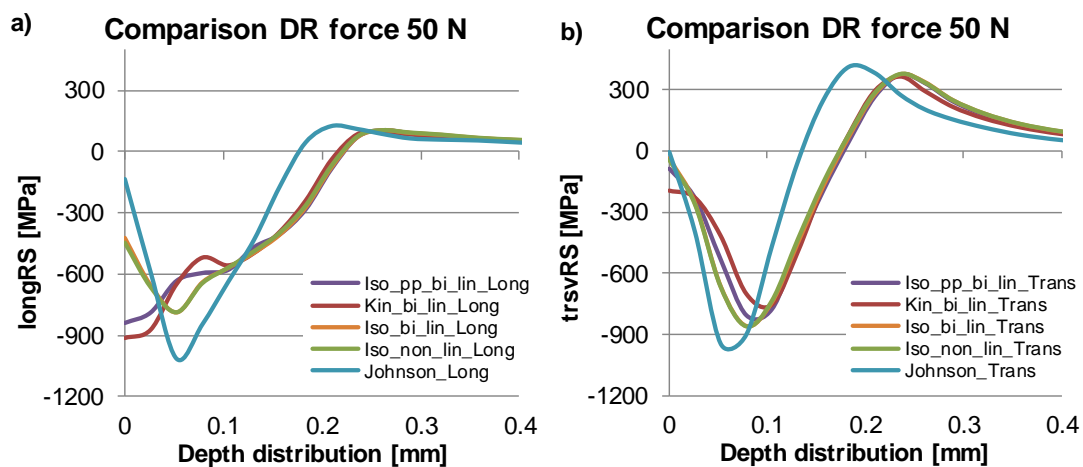 a)
Comparison DR force 50 N
longRS [MPa]
300
0
-300
-600
-900
-1200
Iso_pp_bi_lin_Long
Kin_bi_lin_Long
Iso_bi_lin_Long
Iso_non_lin_Long
Johnson_Long
0 0.1 0.2 0.3 0.4
Depth distribution [mm]
b)
Comparison DR force 50 N
trsvRS [MPa]
300
0
-300
-600
-900
-1200
Iso_pp_bi_lin_Trans
Kin_bi_lin_Trans
Iso_bi_lin_Trans
Iso_non_lin_Trans
Johnson_Trans
0 0.1 0.2 0.3 0.4
Depth distribution [mm]